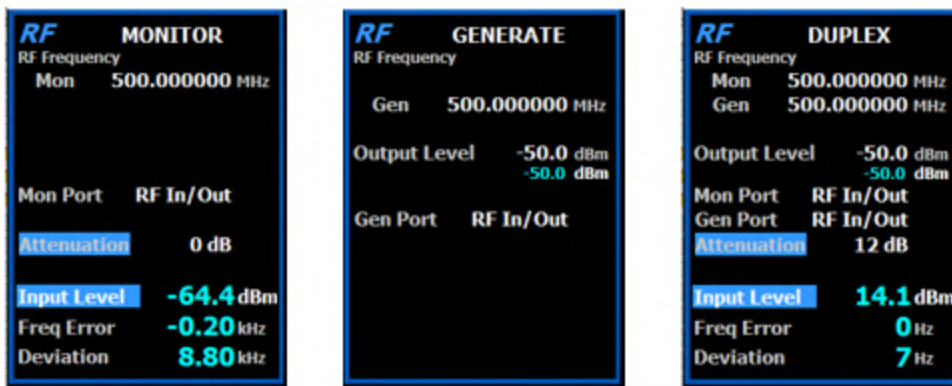 RF MONITOR
RF Frequency
Mon 500.000000 MHz
Mon Port RF In/Out
Attenuation 0 dB
Input Level -64.4 dBm
Freq Error -0.20 kHz
Deviation 8.80 kHz
RF GENERATE
RF Frequency
Gen 500.000000 MHz
Output Level -50.0 dBm
-50.0 dBm
Gen Port RF In/Out
RF DUPLEX
RF Frequency
Mon 500.000000 MHz
Gen 500.000000 MHz
Output Level -50.0 dBm
-50.0 dBm
Mon Port RF In/Out
Gen Port RF In/Out
Attenuation 12 dB
Input Level 14.1 dBm
Freq Error 0 Hz
Deviation 7 Hz